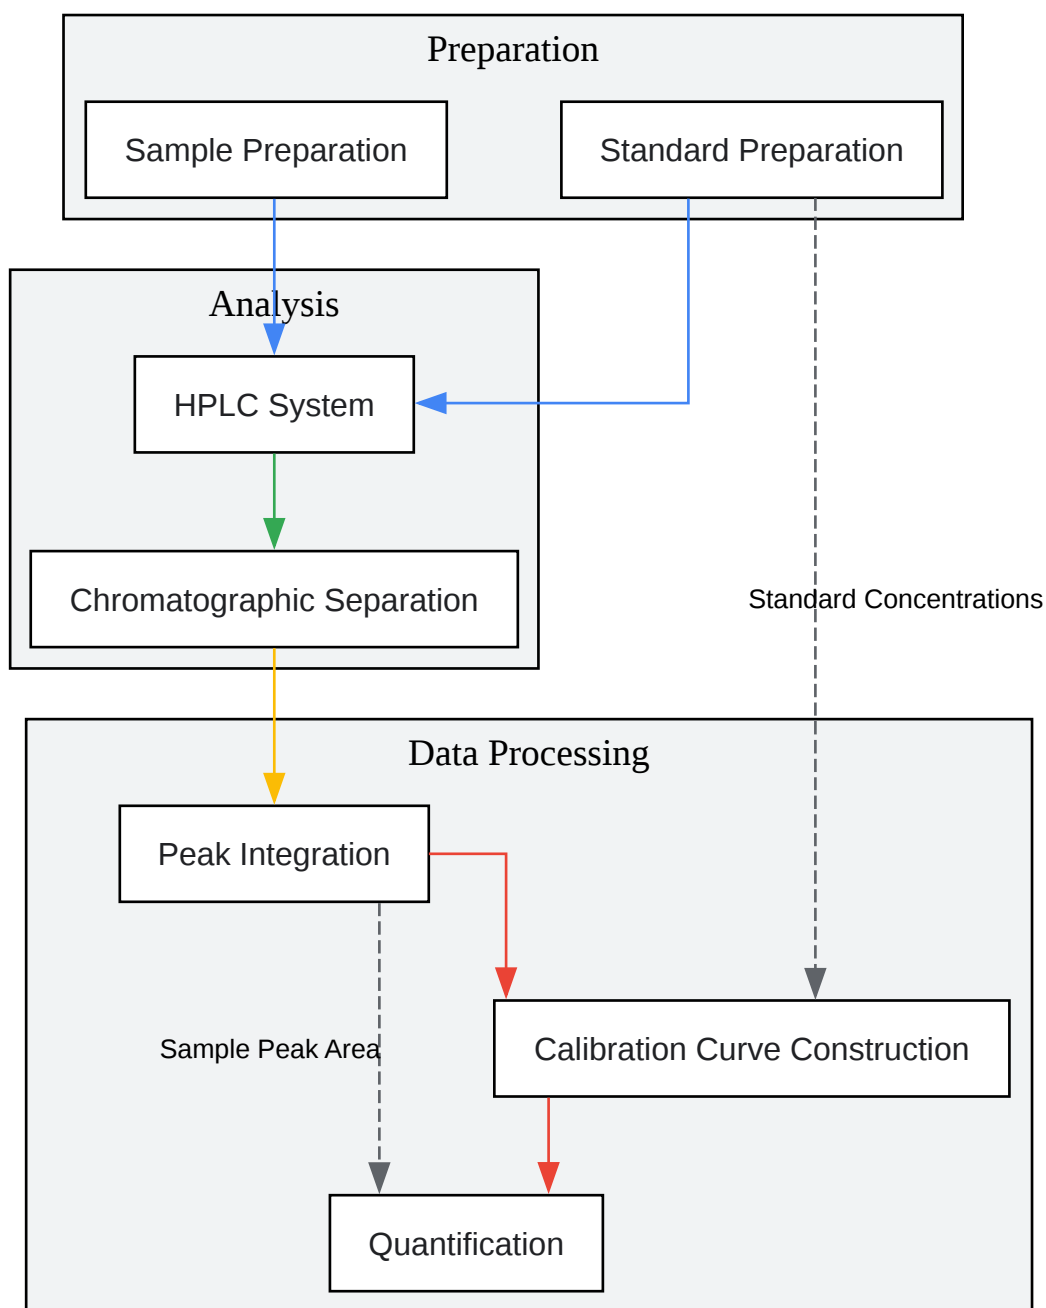 Preparation
Sample Preparation
Standard Preparation
Analysis
HPLC System
Chromatographic Separation
Standard Concentrations
Data Processing
Peak Integration
Sample Peak Area
Calibration Curve Construction
Quantification